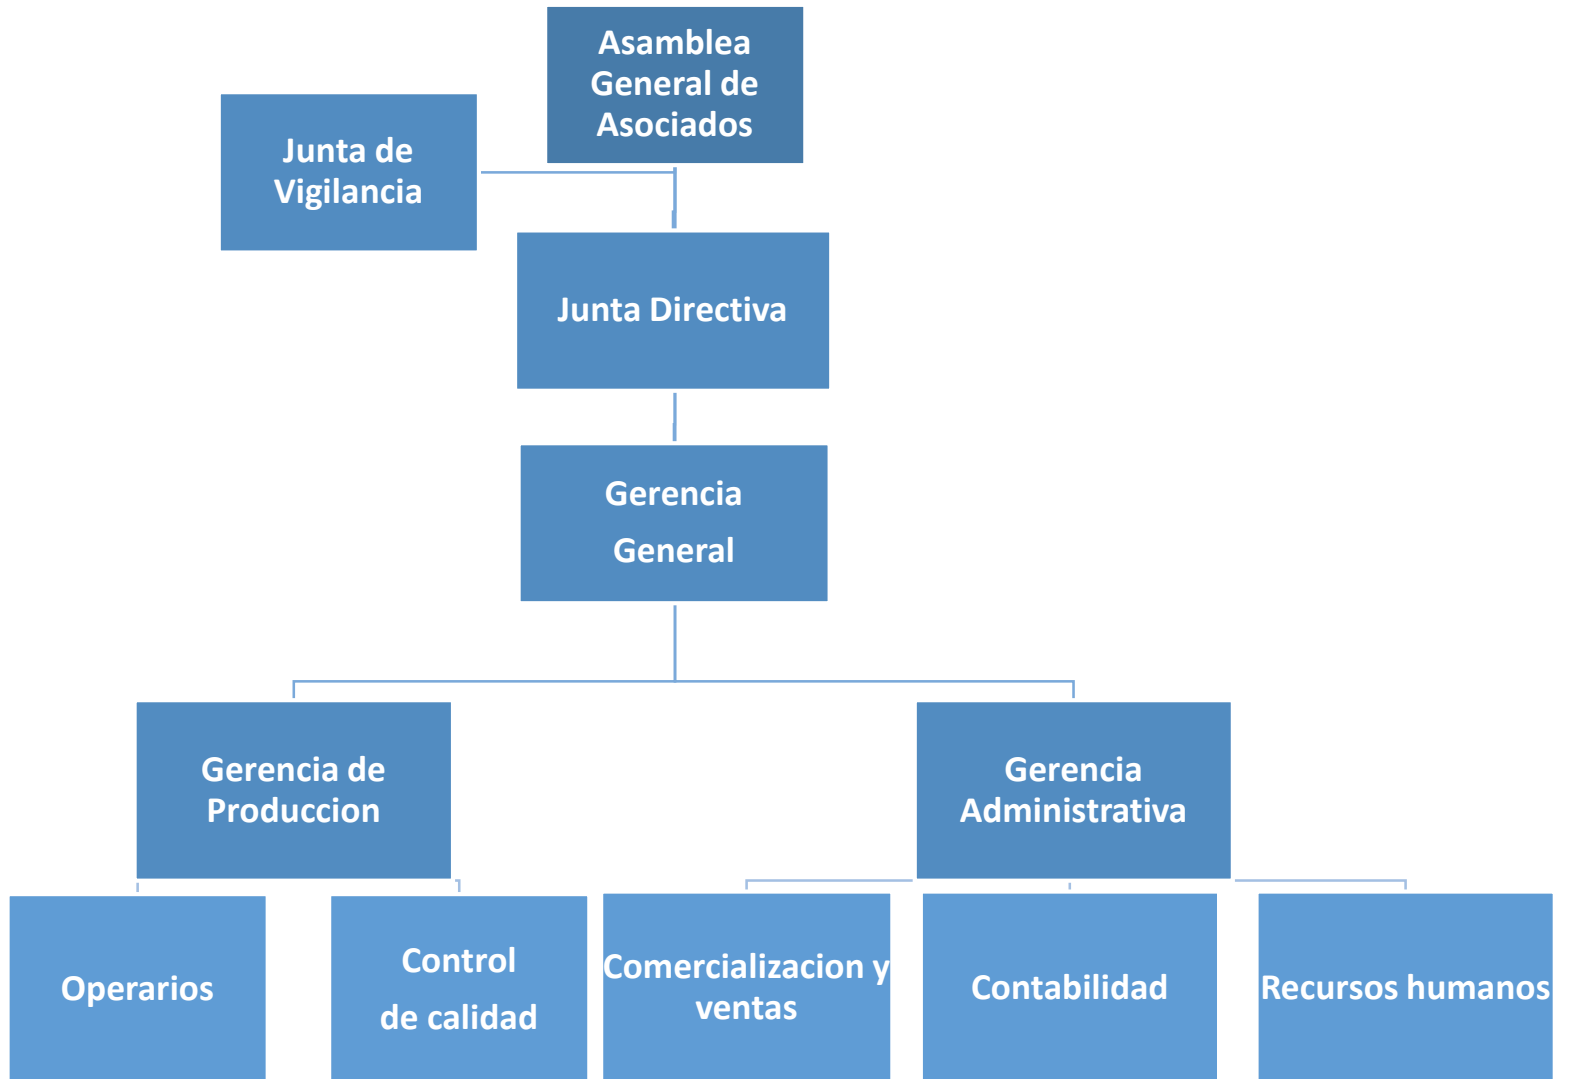 Asamblea
General de
Asociados
Junta de
Vigilancia
Junta Directiva
Gerencia
General
Gerencia de
Produccion
Gerencia
Administrativa
Operarios
Control
de calidad
Comercializacion y
ventas
Contabilidad
Recursos humanos